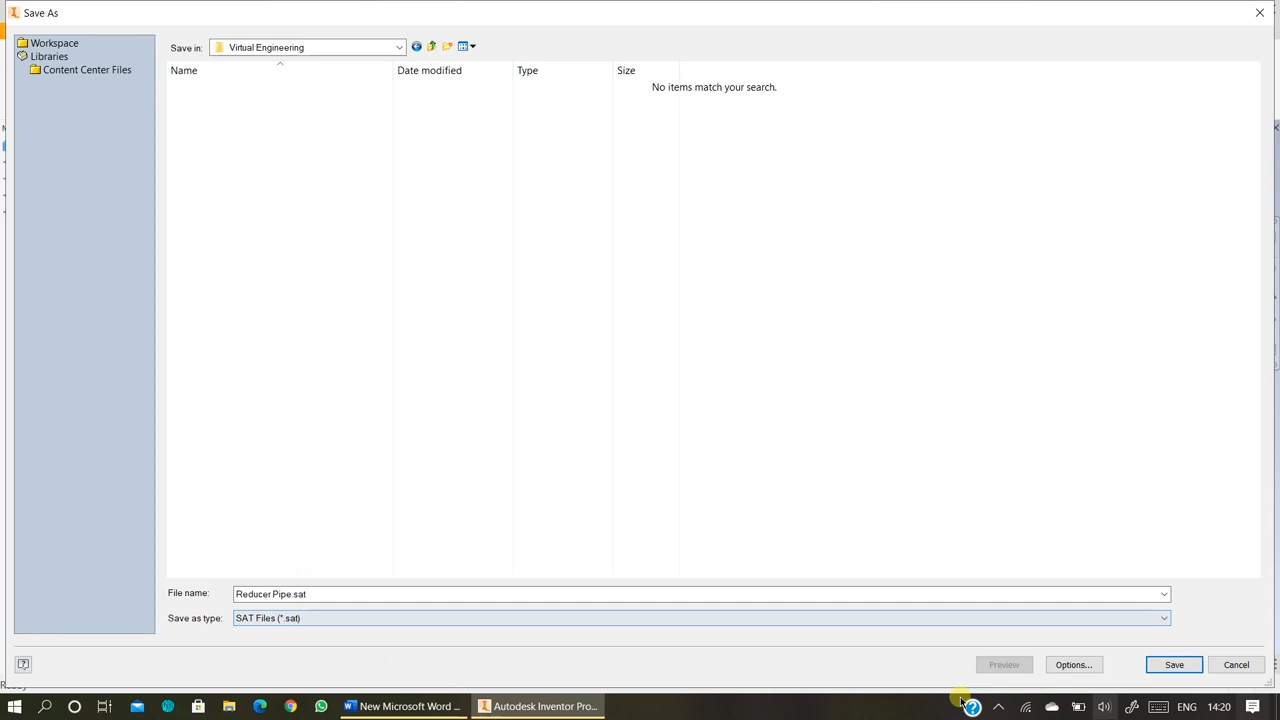 Save As
Workspace
Libraries
Content Center Files
Save in: Virtual Engineering
Name Date modified Type Size
No items match your search.
File name: Reducer Pipe.sat
Save as type: SAT Files (*.sat)
Preview Options... Save Cancel
New Microsoft Word ... Autodesk Inventor Pro... ENG 14:20